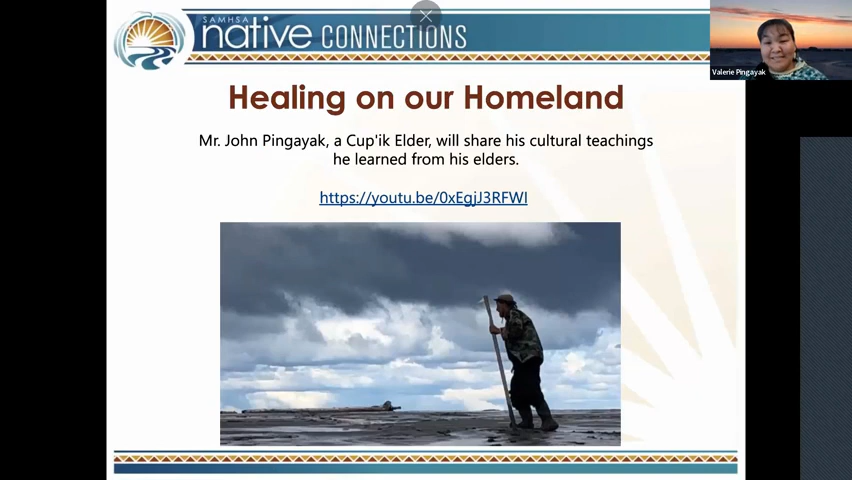 SAMHSA
native CONNECTIONS
Valerie Pingayak
Healing on our Homeland
Mr. John Pingayak, a Cup'ik Elder, will share his cultural teachings
he learned from his elders.
https://youtu.be/0xEgjJ3RFWI